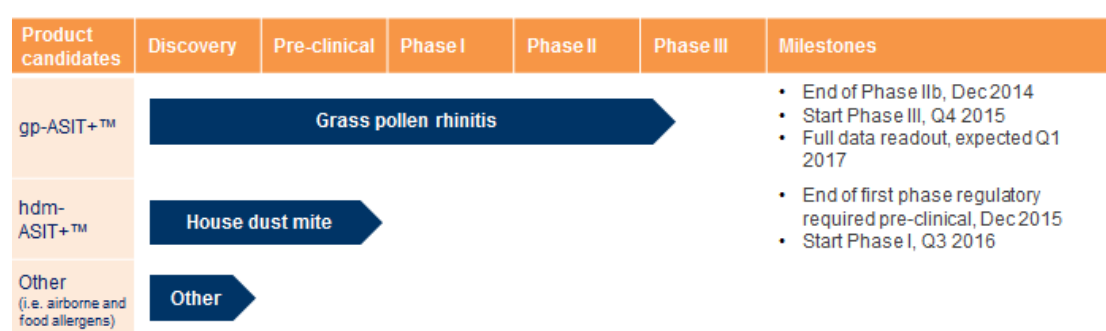 Product
candidates
Discovery
Pre-clinical
Phase I
Phase II
Phase III
Milestones
gp-ASIT+™
Grass pollen rhinitis
• End of Phase IIb, Dec 2014
• Start Phase III, Q4 2015
• Full data readout, expected Q1
2017
hdm-
ASIT+™
House dust mite
• End of first phase regulatory
required pre-clinical, Dec 2015
• Start Phase I, Q3 2016
Other
(i.e. airborne and
food allergens)
Other